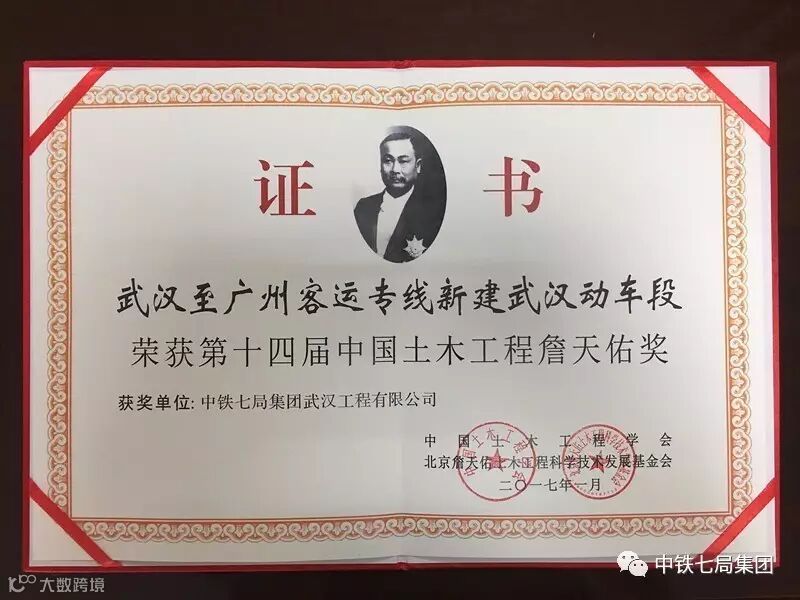 证 书
武汉至广州客运专线新建武汉动车段
荣获第十四届中国土木工程詹天佑奖
获奖单位: 中铁七局集团武汉工程有限公司
中国土木工程学会
北京詹天佑土木工程科学技术发展基金会
二〇一七年一月
中铁七局集团
大数跨境